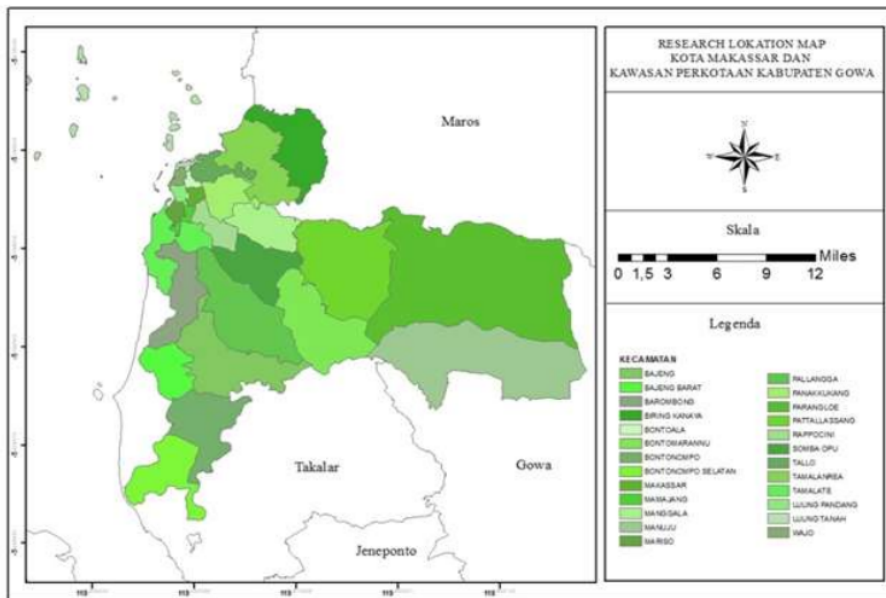 RESEARCH LOKATION MAP
KOTA MAKASSAR DAN
KAWASAN PERKOTAAN KABUPATEN GOWA
Maros
N
E
S
Skala
Miles
0 1,5 3 6 9 12
Legenda
KECAMATAN
BAJENG
BAJENG BARAT
BAROMBONG
BIRING KANAYA
BONTOALA
BONTOMARANNU
BONTONOMPO
BONTONOMPO SELATAN
MAKASSAR
MAMAJANG
MANGGALA
MANUJU
MARISO
PALLANGGA
PANAKKUKANG
PARANGLOE
PATTALLASSANG
RAPPOCINI
SOMBA OPU
TALLO
TAMALANREA
TAMALATE
UJUNG PANDANG
UJUNG TANAH
WAJO
Takalar
Gowa
Jeneponto